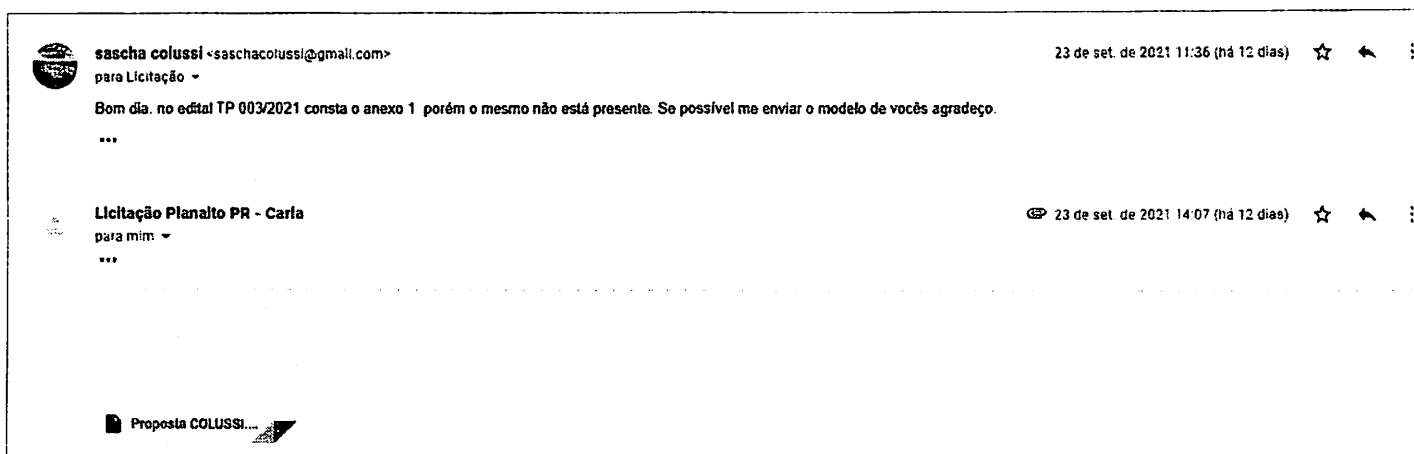 sascha colussi <saschacolussi@gmail.com>
23 de set. de 2021 11:36 (há 12 dias)
para Licitação
Bom dia. no edital TP 003/2021 consta o anexo 1 porém o mesmo não está presente. Se possível me enviar o modelo de vocês agradeço.
...
Licitação Planalto PR - Carla
23 de set. de 2021 14:07 (há 12 dias)
para mim
...
Proposta COLUSSI....